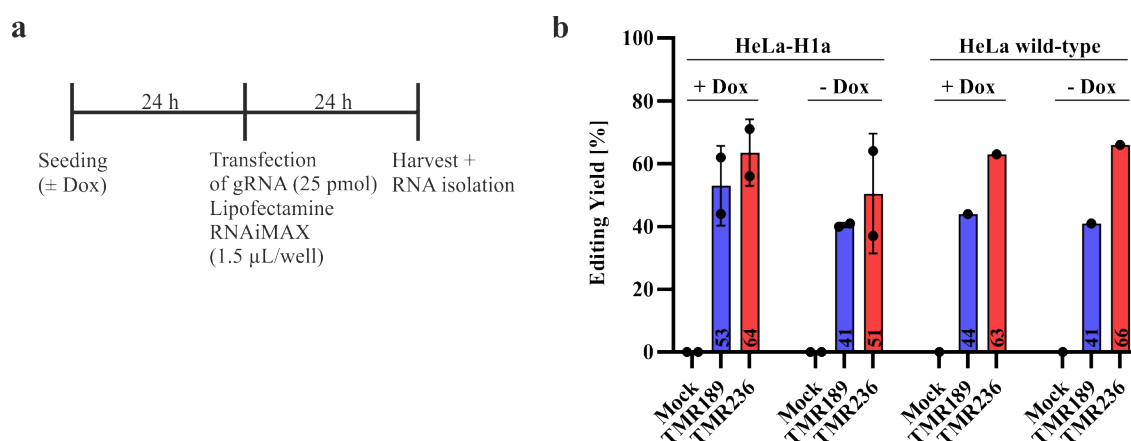 a
24 h
24 h
Seeding
(± Dox)
Transfection
of gRNA (25 pmol)
Lipofectamine
RNAiMAX
(1.5 µL/well)
Harvest +
RNA isolation
b
HeLa-H1a
HeLa wild-type
+ Dox
- Dox
+ Dox
- Dox
Editing Yield [%]
100
80
60
40
20
0
53
64
41
51
44
63
41
66
Mock
TMR189
TMR236
Mock
TMR189
TMR236
Mock
TMR189
TMR236
Mock
TMR189
TMR236